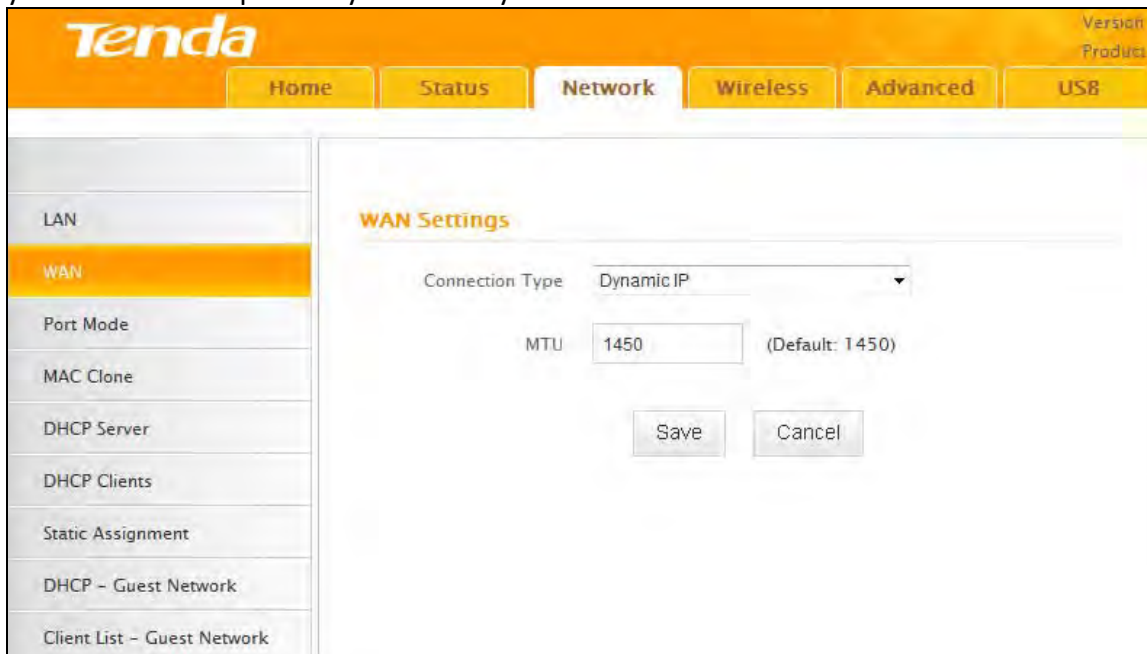 Tenda
Version
Product
Home Status Network Wireless Advanced USB
LAN
WAN
Port Mode
MAC Clone
DHCP Server
DHCP Clients
Static Assignment
DHCP – Guest Network
Client List – Guest Network
WAN Settings
Connection Type Dynamic IP
MTU 1450 (Default: 1450)
Save Cancel